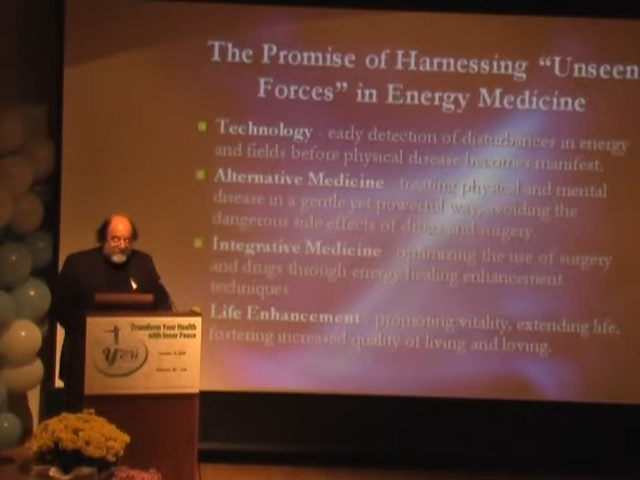 The Promise of Harnessing "Unseen
Forces" in Energy Medicine
Technology - early detection of disturbances in energy
and fields before physical disease becomes manifest.
Alternative Medicine - treating physical and mental
disease in a gentle yet powerful way, avoiding the
dangerous side effects of drugs and surgery.
Integrative Medicine - optimizing the use of surgery
and drugs through energy healing enhancement
techniques
Life Enhancement - promoting vitality, extending life,
fostering increased quality of living and loving.
Transform Your Health
with Inner Peace
You